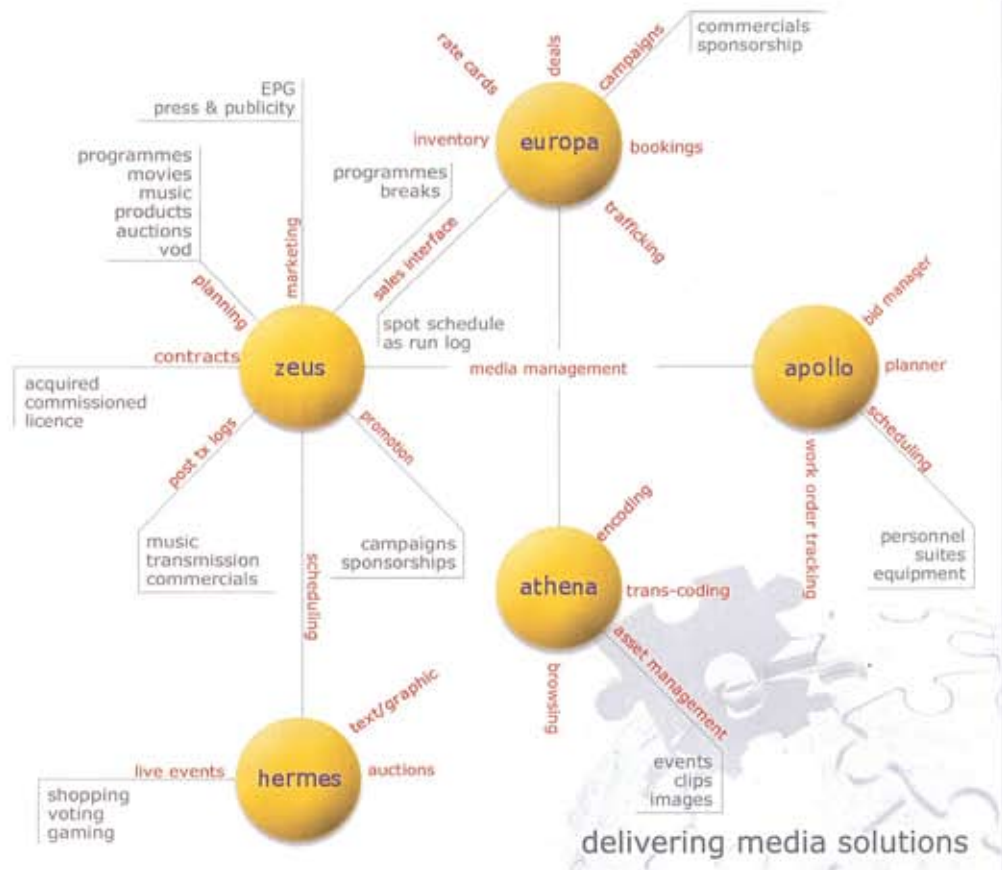 commercials
sponsorship
rate cards
deals
campaigns
EPG
press & publicity
inventory
europa
bookings
programmes
movies
music
products
auctions
vod
programmes
breaks
trafficking
marketing
sales interface
planning
spot schedule
as run log
bid manager
contracts
zeus
media management
apollo
planner
acquired
commissioned
licence
post tx logs
promotion
scheduling
work order tracking
music
transmission
commercials
scheduling
campaigns
sponsorships
encoding
personnel
suites
equipment
athena
trans-coding
asset management
browsing
text/graphic
live events
hermes
auctions
shopping
voting
gaming
events
clips
images
delivering media solutions